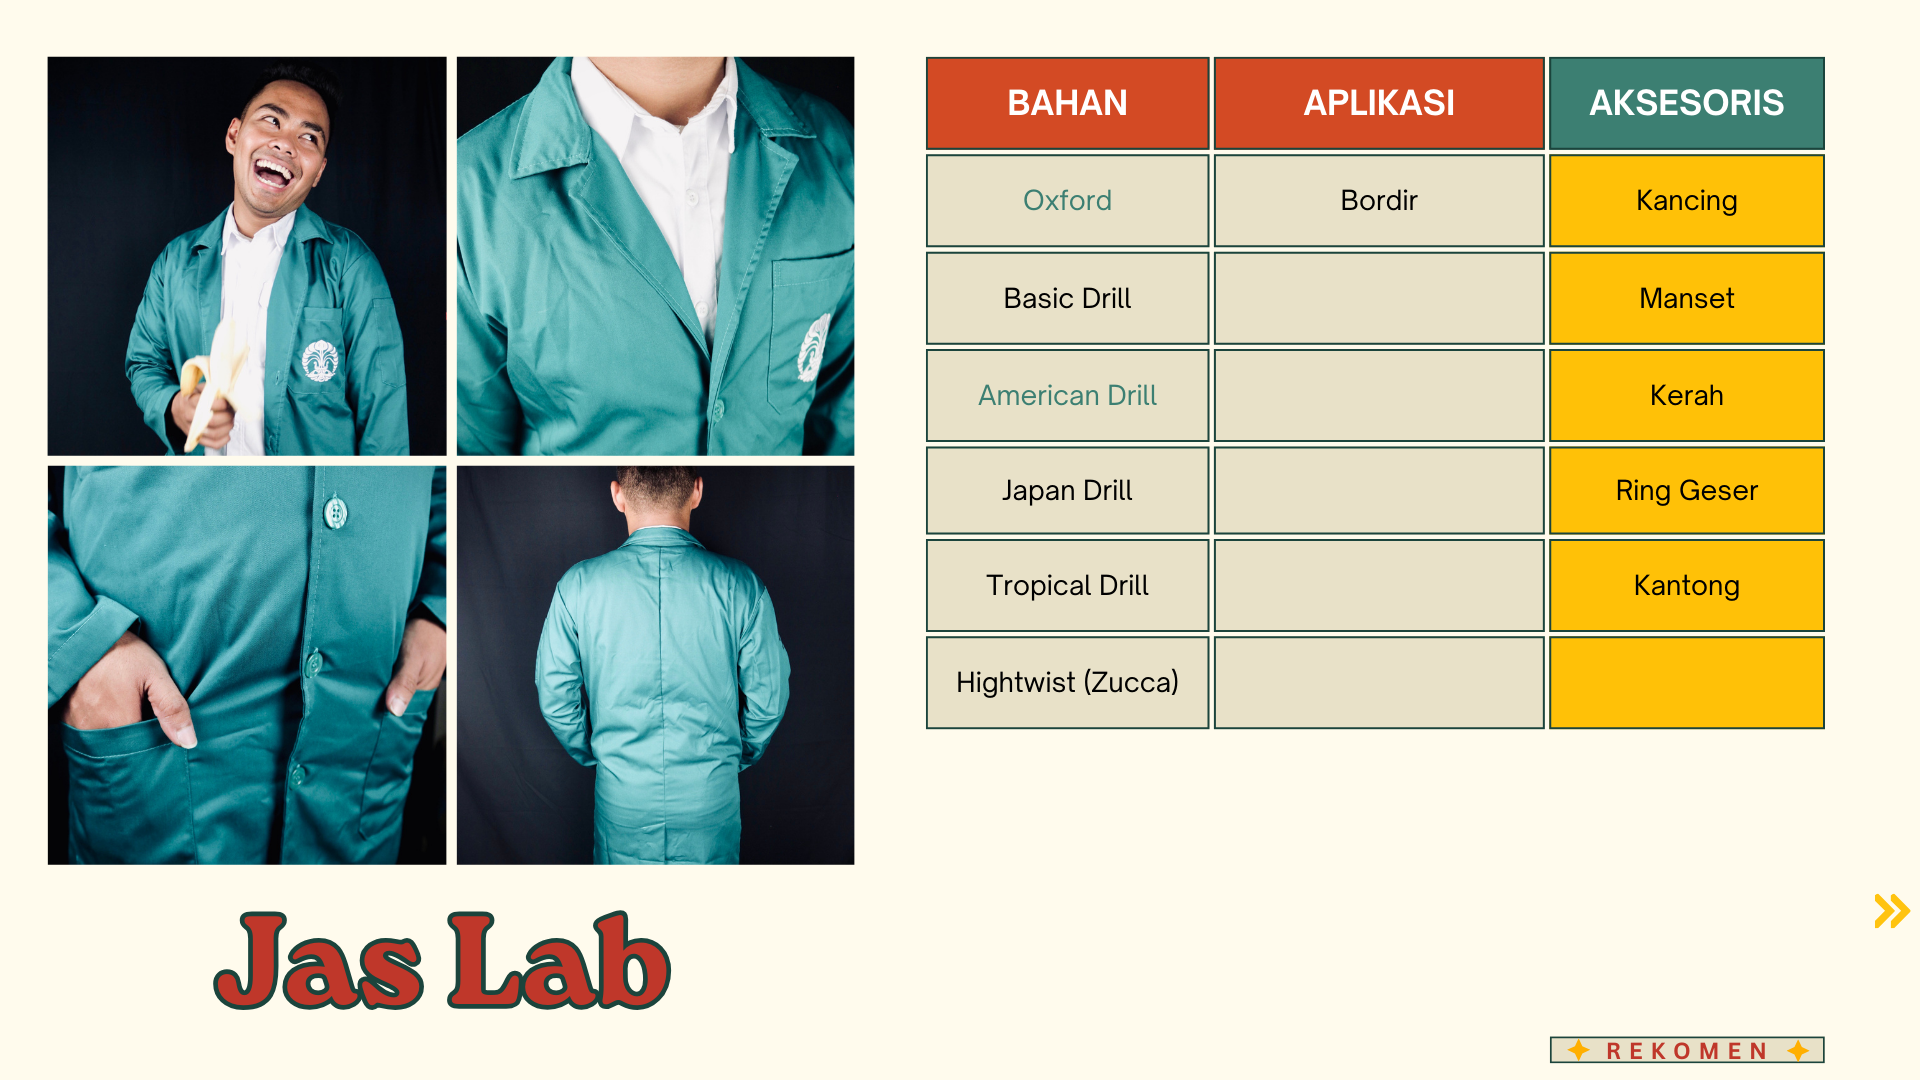 BAHAN APLIKASI AKSESORIS
Oxford Bordir Kancing
Basic Drill Manset
American Drill Kerah
Japan Drill Ring Geser
Tropical Drill Kantong
Hightwist (Zucca)
Jas Lab
REKOMEN